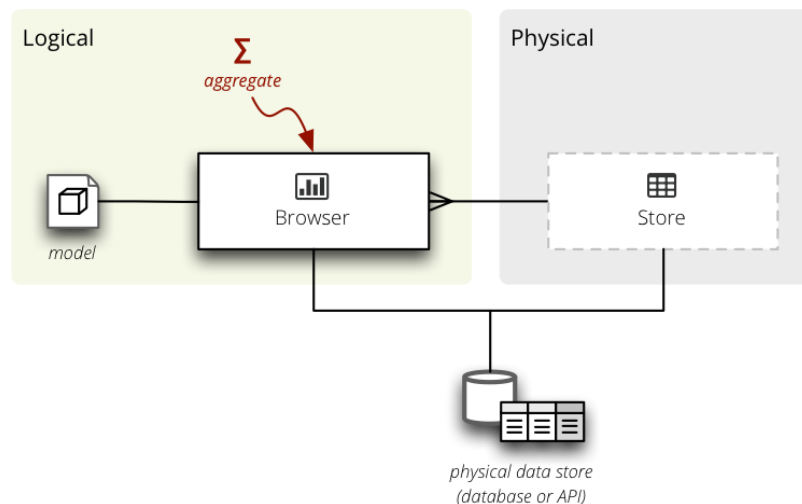 Logical
Physical
Σ
aggregate
Browser
Store
model
physical data store
(database or API)